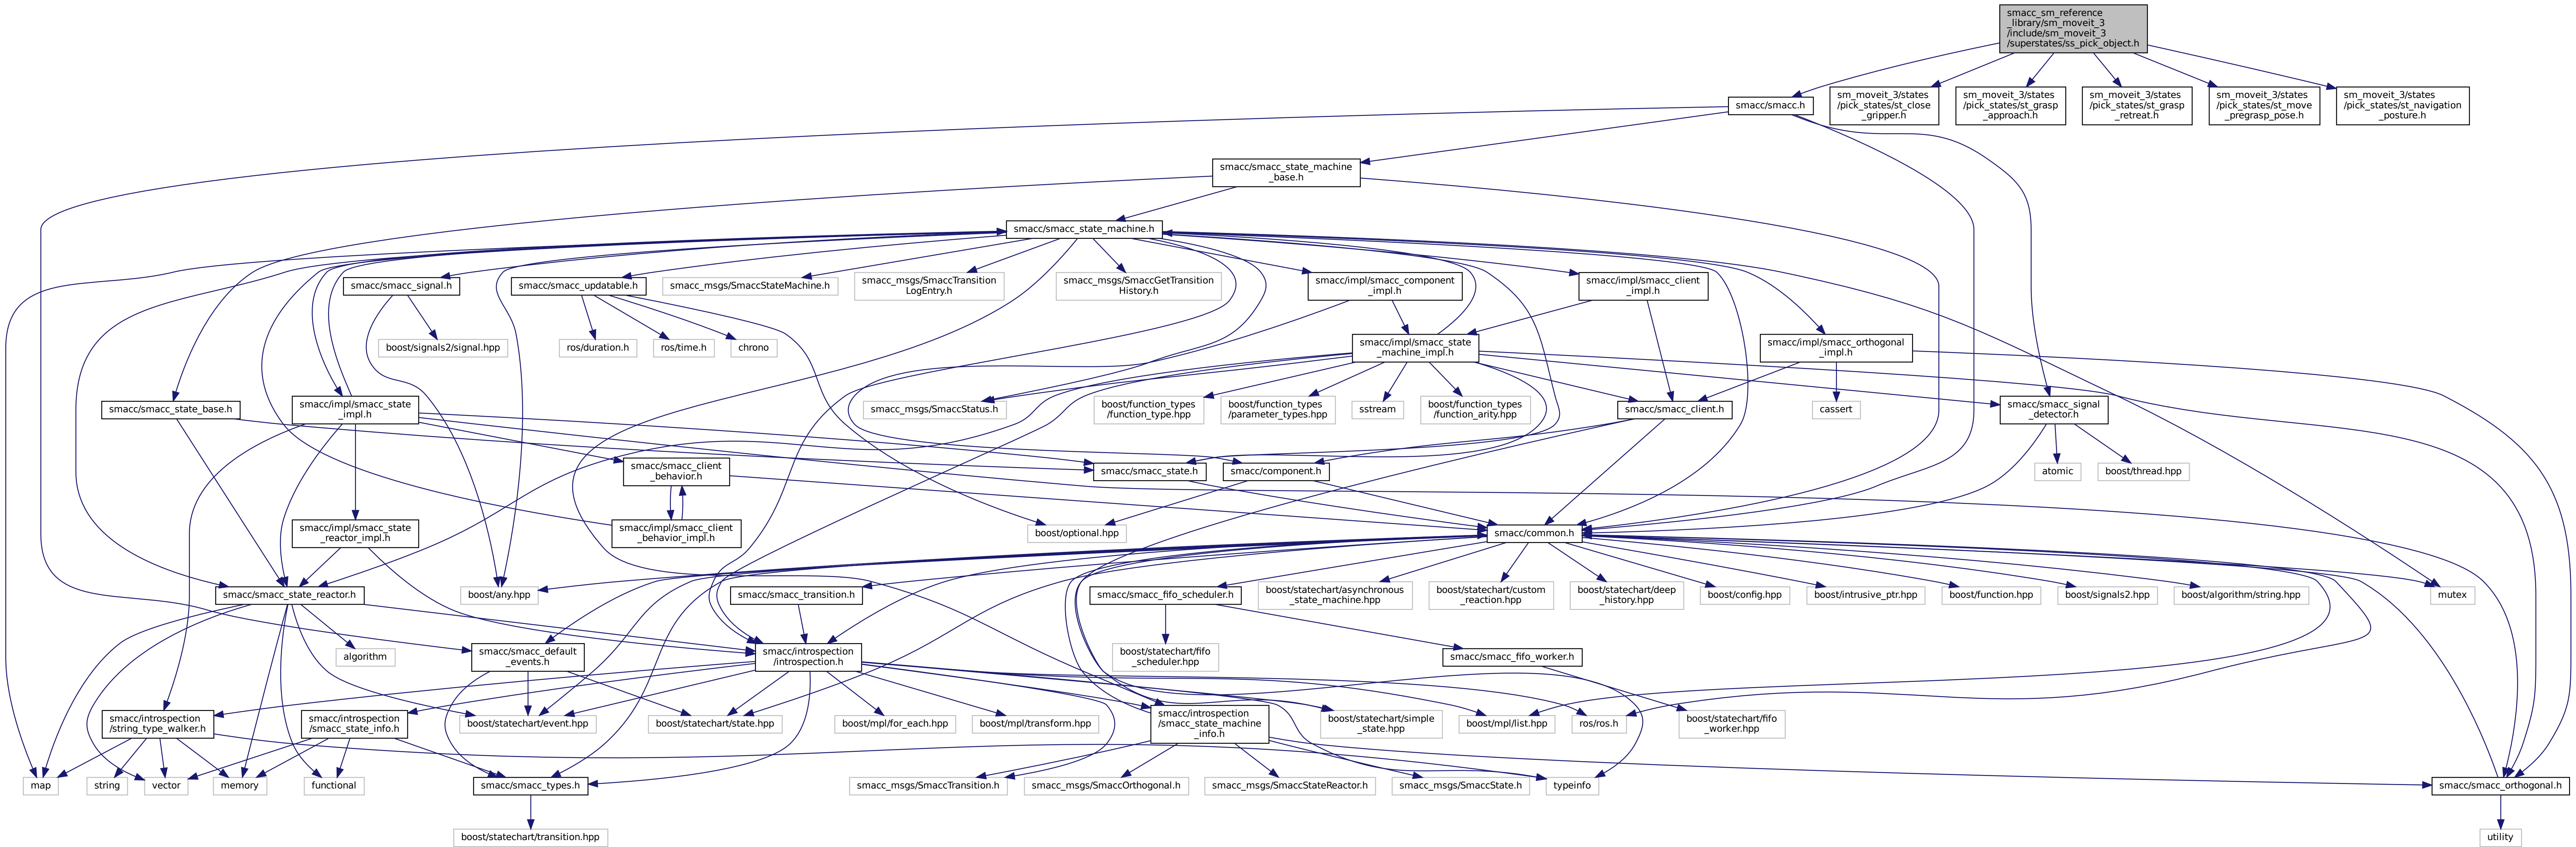 smacc_sm_reference
_library/sm_moveit_3
/include/sm_moveit_3
/superstates/ss_pick_object.h
smacc/smacc.h
sm_moveit_3/states
/pick_states/st_close
_gripper.h
sm_moveit_3/states
/pick_states/st_grasp
_approach.h
sm_moveit_3/states
/pick_states/st_grasp
_retreat.h
sm_moveit_3/states
/pick_states/st_move
_pregrasp_pose.h
sm_moveit_3/states
/pick_states/st_navigation
_posture.h
smacc/smacc_state_machine
_base.h
smacc/smacc_state_machine.h
smacc/smacc_signal.h
smacc/smacc_updatable.h
smacc_msgs/SmaccStateMachine.h
smacc_msgs/SmaccTransition
LogEntry.h
smacc_msgs/SmaccGetTransition
History.h
smacc/impl/smacc_component
_impl.h
smacc/impl/smacc_client
_impl.h
boost/signals2/signal.hpp
ros/duration.h
ros/time.h
chrono
smacc/impl/smacc_state
_machine_impl.h
smacc/impl/smacc_orthogonal
_impl.h
smacc/smacc_state_base.h
smacc/impl/smacc_state
_impl.h
smacc_msgs/SmaccStatus.h
boost/function_types
/function_type.hpp
boost/function_types
/parameter_types.hpp
sstream
boost/function_types
/function_arity.hpp
smacc/smacc_client.h
cassert
smacc/smacc_signal
_detector.h
smacc/smacc_client
_behavior.h
smacc/smacc_state.h
smacc/component.h
atomic
boost/thread.hpp
smacc/impl/smacc_state
_reactor_impl.h
smacc/impl/smacc_client
_behavior_impl.h
boost/optional.hpp
smacc/common.h
smacc/smacc_state_reactor.h
boost/any.hpp
smacc/smacc_transition.h
smacc/smacc_fifo_scheduler.h
boost/statechart/asynchronous
_state_machine.hpp
boost/statechart/custom
_reaction.hpp
boost/statechart/deep
_history.hpp
boost/config.hpp
boost/intrusive_ptr.hpp
boost/function.hpp
boost/signals2.hpp
boost/algorithm/string.hpp
mutex
algorithm
smacc/smacc_default
_events.h
smacc/introspection
/introspection.h
boost/statechart/fifo
_scheduler.hpp
smacc/smacc_fifo_worker.h
smacc/introspection
/string_type_walker.h
smacc/introspection
/smacc_state_info.h
boost/statechart/event.hpp
boost/statechart/state.hpp
boost/mpl/for_each.hpp
boost/mpl/transform.hpp
smacc/introspection
/smacc_state_machine
_info.h
boost/statechart/simple
_state.hpp
boost/mpl/list.hpp
ros/ros.h
boost/statechart/fifo
_worker.hpp
map
string
vector
memory
functional
smacc/smacc_types.h
smacc_msgs/SmaccTransition.h
smacc_msgs/SmaccOrthogonal.h
smacc_msgs/SmaccStateReactor.h
smacc_msgs/SmaccState.h
typeinfo
smacc/smacc_orthogonal.h
boost/statechart/transition.hpp
utility